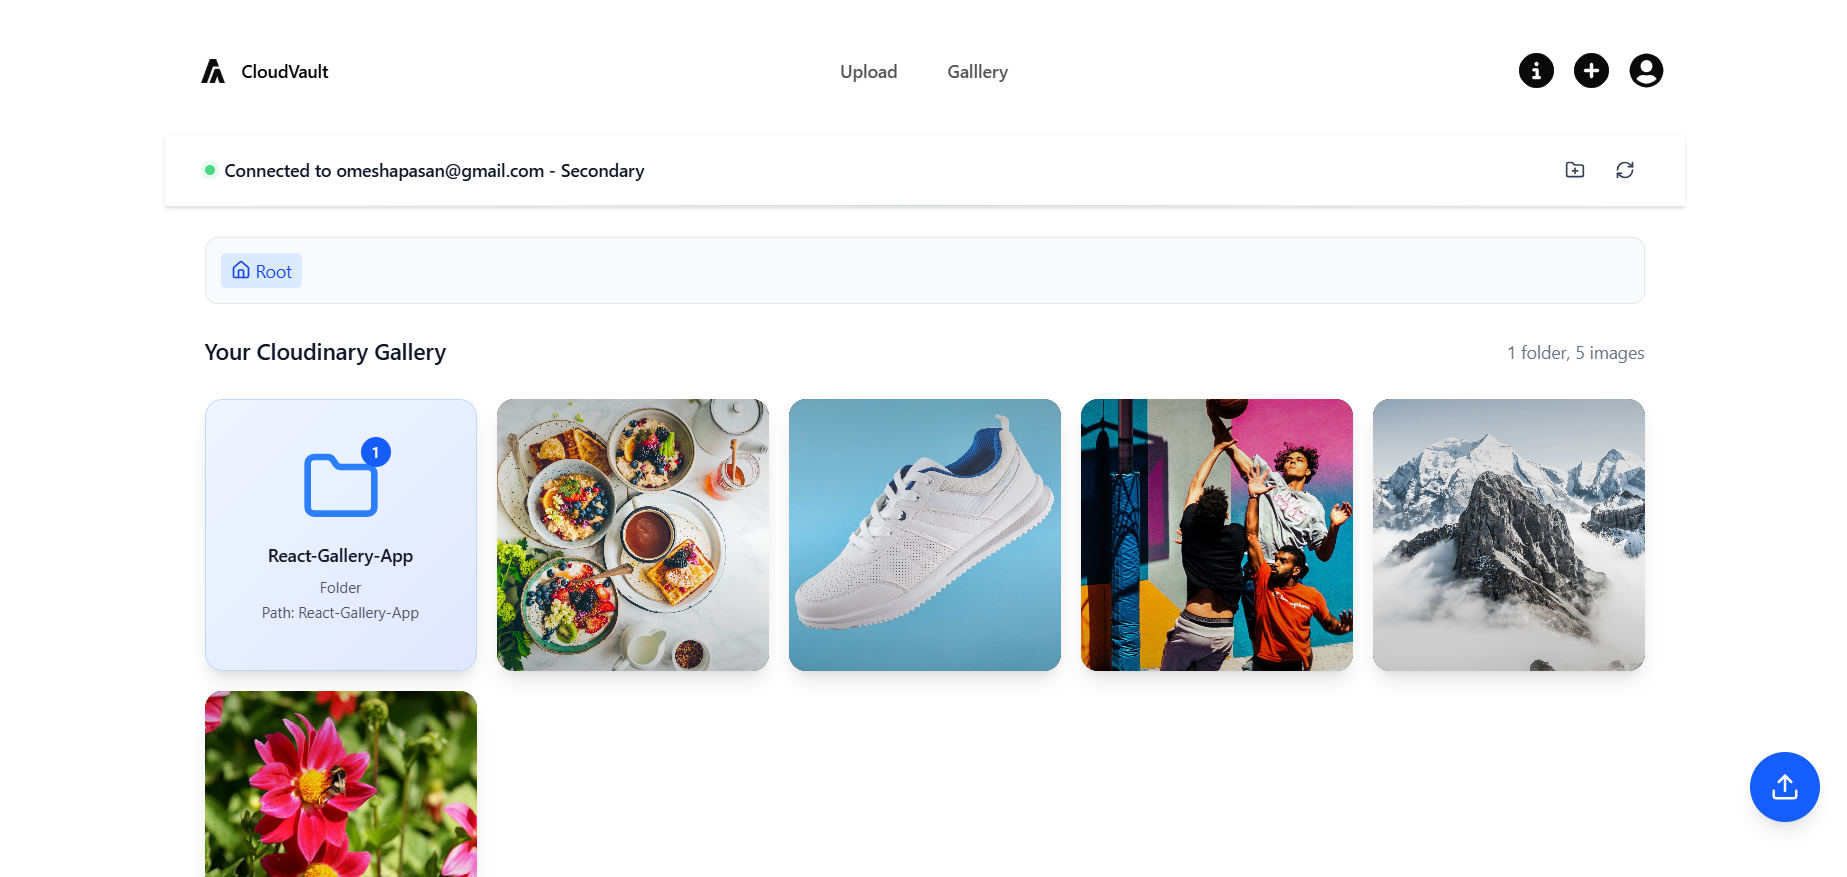 CloudVault
Upload
Galllery
Connected to omeshapasan@gmail.com - Secondary
Root
Your Cloudinary Gallery
1 folder, 5 images
1
React-Gallery-App
Folder
Path: React-Gallery-App